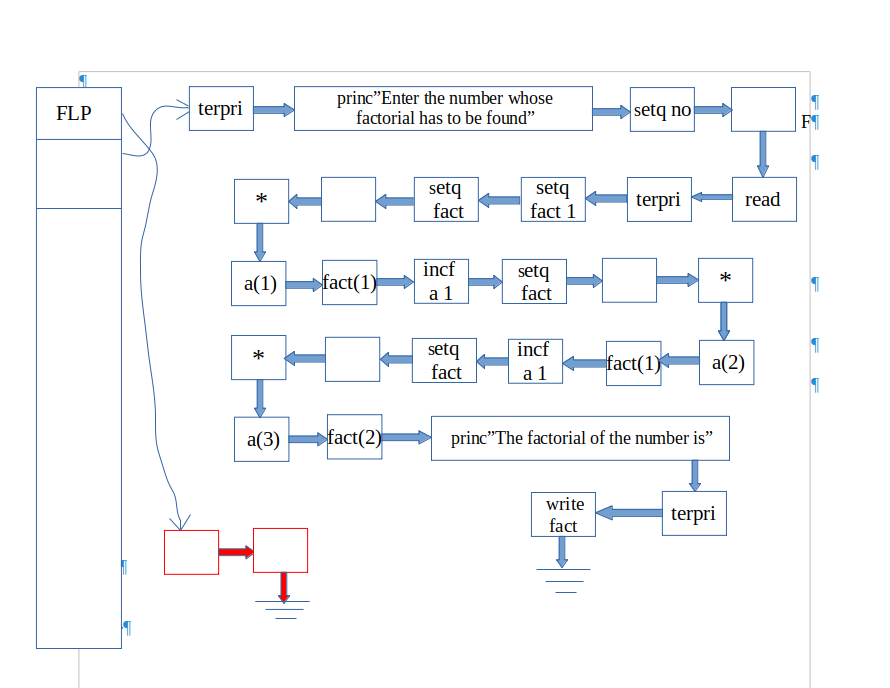 FLP
terpri
princ”Enter the number whose
factorial has to be found”
setq no
F¶
¶
¶
¶
*
setq
fact
setq
fact 1
terpri
read
a(1)
fact(1)
incf
a 1
setq
fact
*
¶
*
setq
fact
incf
a 1
fact(1)
a(2)
¶
¶
a(3)
fact(2)
princ”The factorial of the number is”
write
fact
terpri
¶
¶